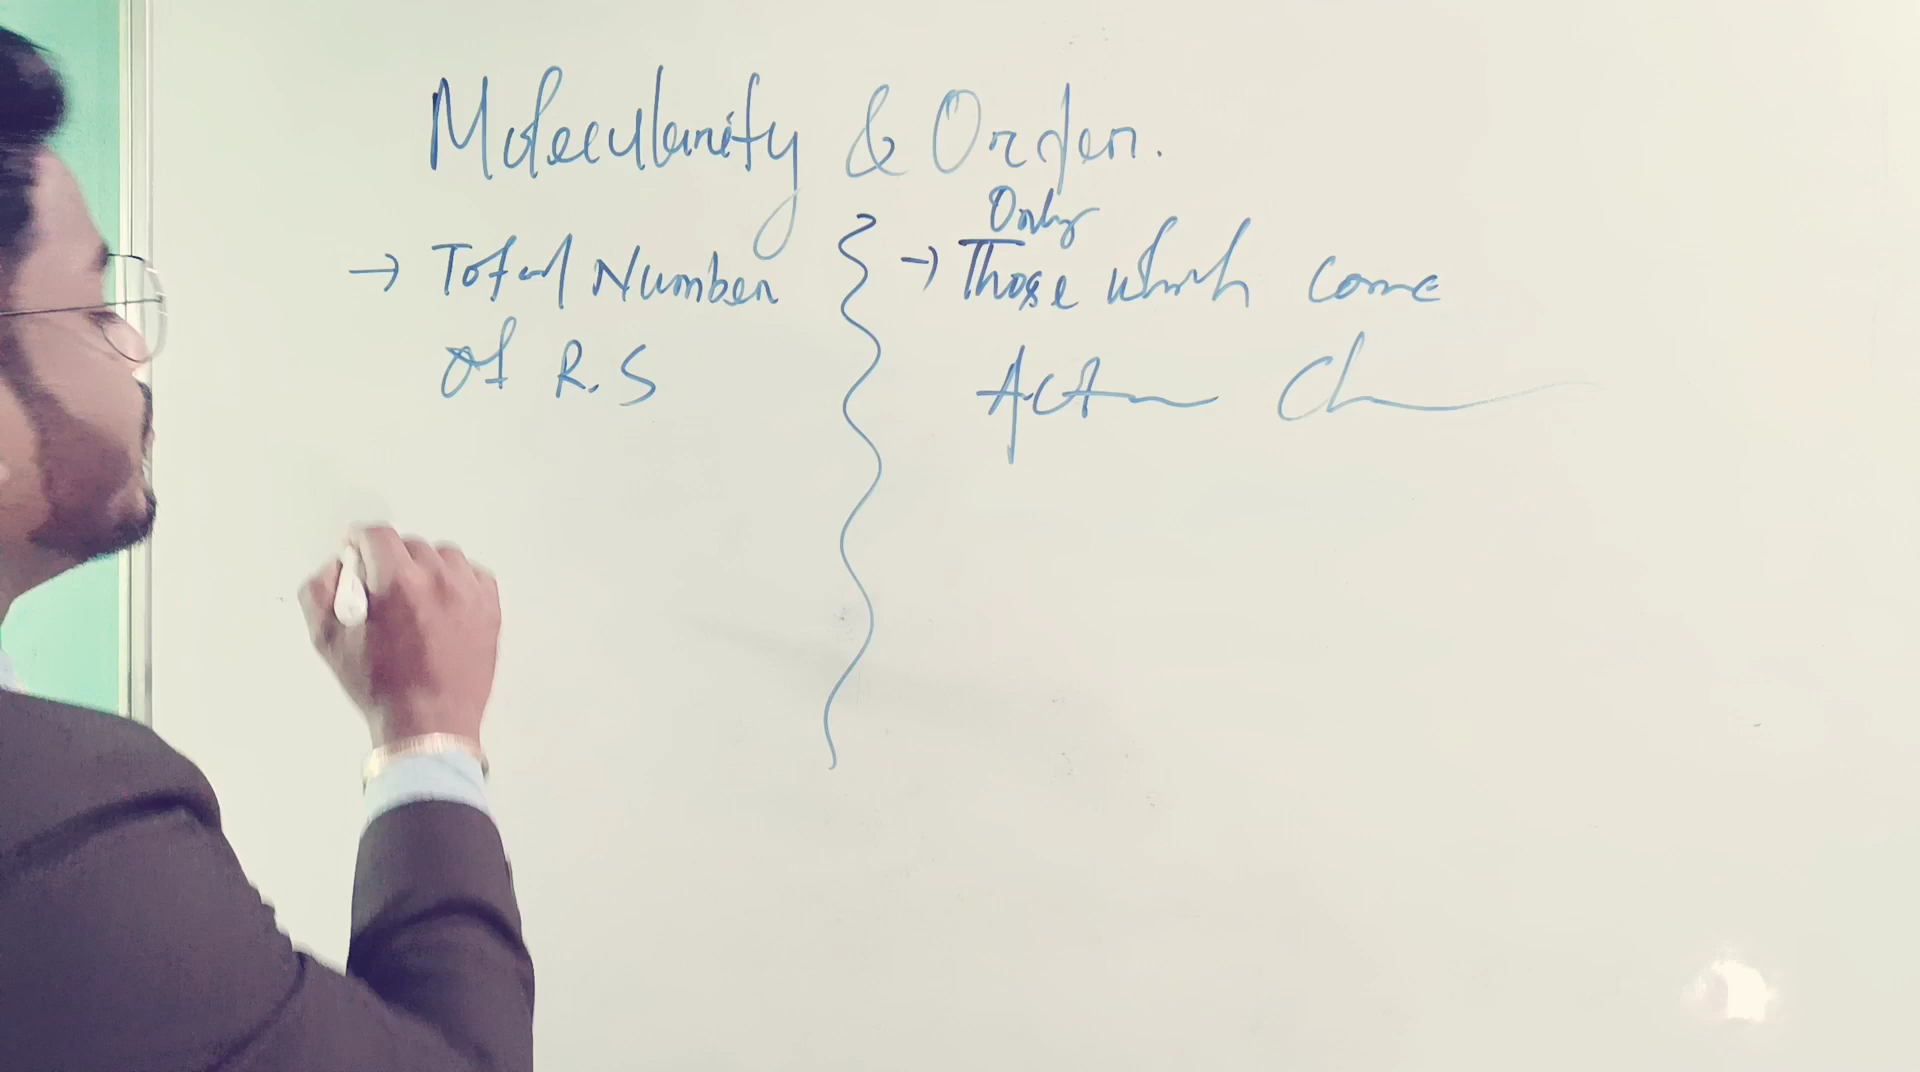 Molecularity & Order.
→ Total Number
of R.S
Only
→ Those which come